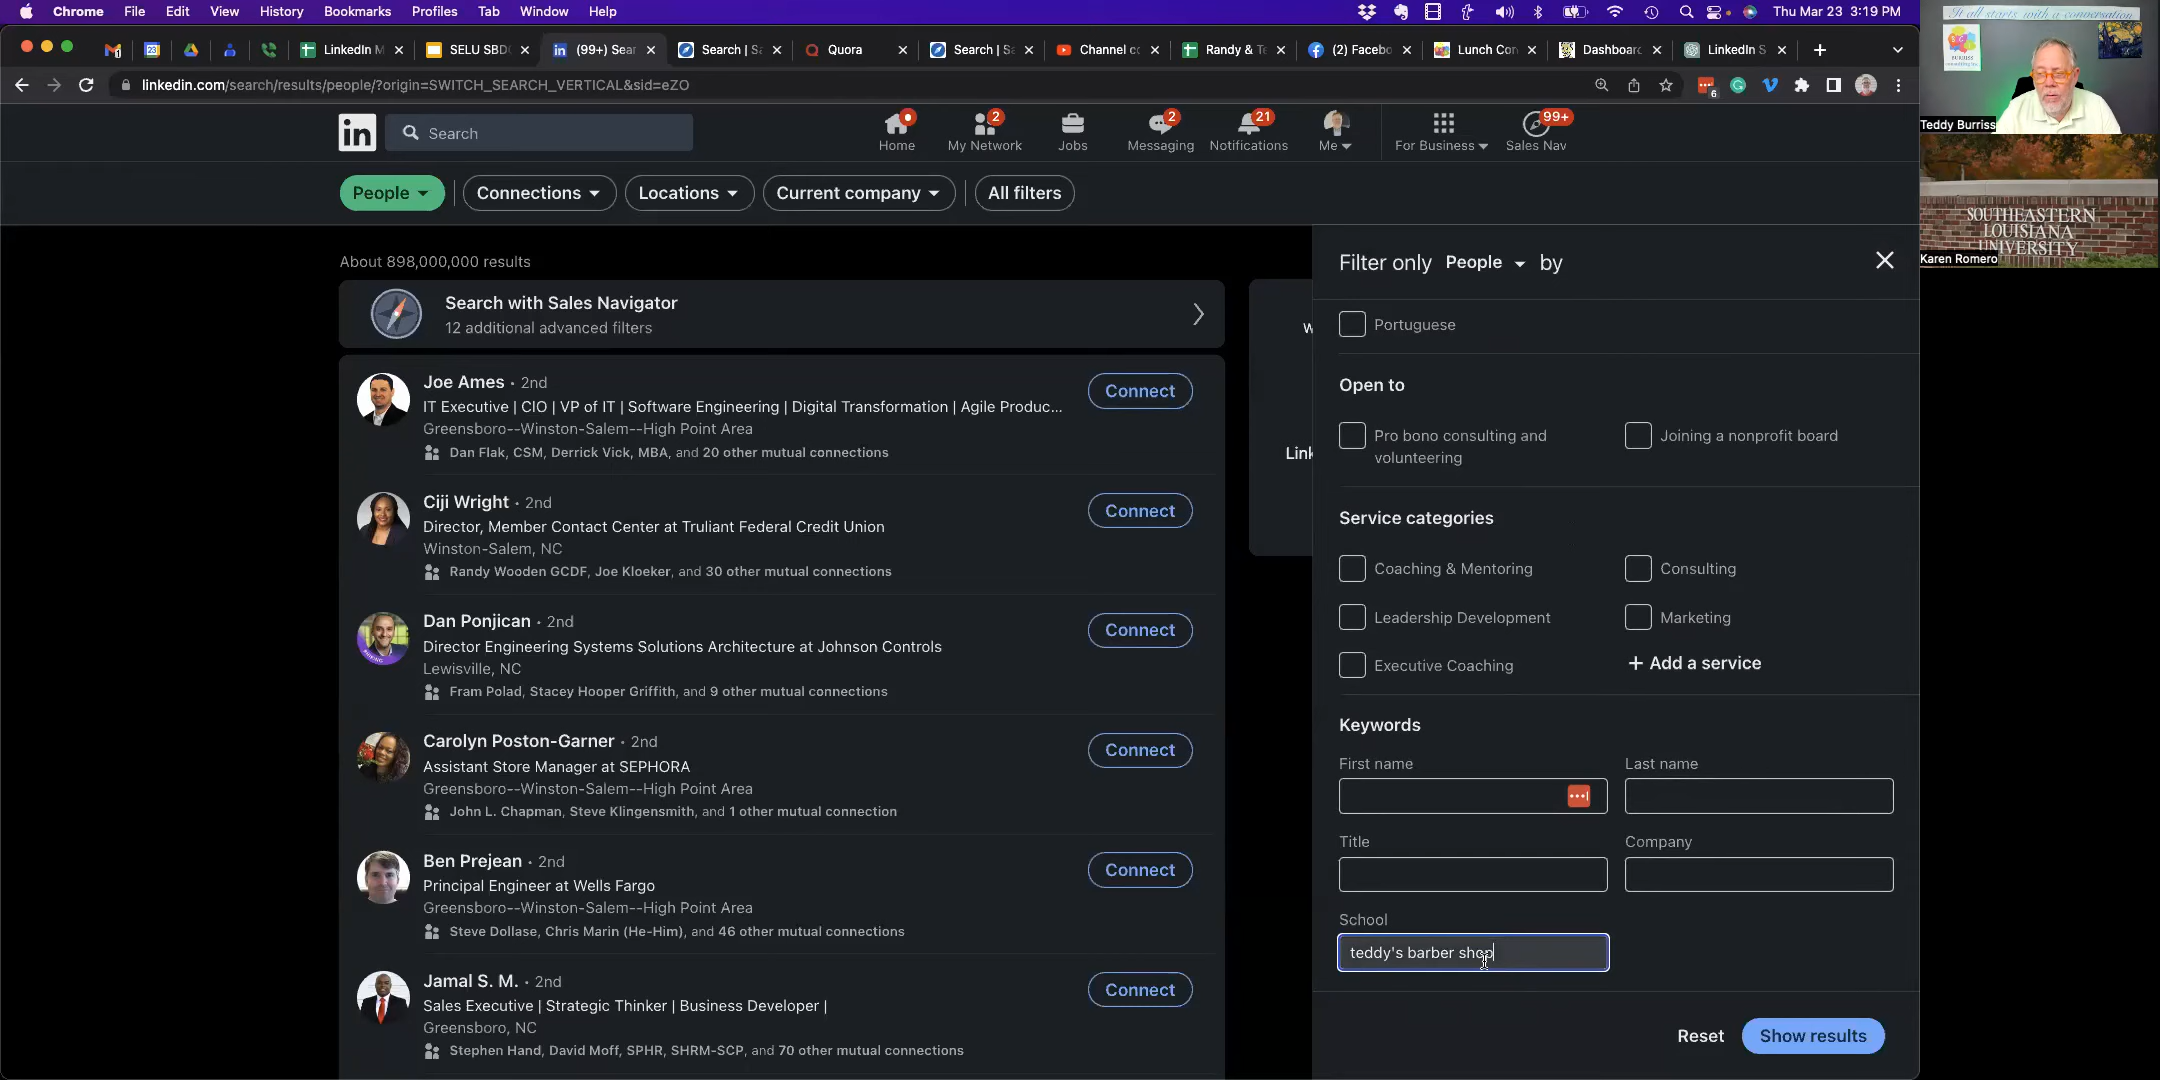 Chrome File Edit View History Bookmarks Profiles Tab Window Help
Thu Mar 23 3:19 PM
It all starts with a conversation
LinkedIn M
SELU SBD
(99+) Sear
Search | S
Quora
Search | S
Channel c
Randy & T
(2) Facebo
Lunch Con
Dashboar
LinkedIn S
linkedin.com/search/results/people/?origin=SWITCH_SEARCH_VERTICAL&sid=eZO
6
BURRISS
Teddy Burriss
in
Search
Home
2
My Network
Jobs
2
Messaging
21
Notifications
Me
For Business
99+
Sales Nav
People
Connections
Locations
Current company
All filters
SOUTHEASTERN
LOUISIANA
UNIVERSITY
Karen Romero
About 898,000,000 results
Search with Sales Navigator
12 additional advanced filters
Joe Ames • 2nd
IT Executive | CIO | VP of IT | Software Engineering | Digital Transformation | Agile Produc...
Greensboro--Winston-Salem--High Point Area
Dan Flak, CSM, Derrick Vick, MBA, and 20 other mutual connections
Connect
Ciji Wright • 2nd
Director, Member Contact Center at Truliant Federal Credit Union
Winston-Salem, NC
Randy Wooden GCDF, Joe Kloeker, and 30 other mutual connections
Connect
Dan Ponjican • 2nd
Director Engineering Systems Solutions Architecture at Johnson Controls
Lewisville, NC
Fram Polad, Stacey Hooper Griffith, and 9 other mutual connections
Connect
Carolyn Poston-Garner • 2nd
Assistant Store Manager at SEPHORA
Greensboro--Winston-Salem--High Point Area
John L. Chapman, Steve Klingensmith, and 1 other mutual connection
Connect
Ben Prejean • 2nd
Principal Engineer at Wells Fargo
Greensboro--Winston-Salem--High Point Area
Steve Dollase, Chris Marin (He-Him), and 46 other mutual connections
Connect
Jamal S. M. • 2nd
Sales Executive | Strategic Thinker | Business Developer |
Greensboro, NC
Stephen Hand, David Moff, SPHR, SHRM-SCP, and 70 other mutual connections
Connect
W
Link
Filter only People by
Portuguese
Open to
Pro bono consulting and
volunteering
Joining a nonprofit board
Service categories
Coaching & Mentoring
Consulting
Leadership Development
Marketing
Executive Coaching
+ Add a service
Keywords
First name
Last name
Title
Company
School
teddy's barber shop
Reset
Show results